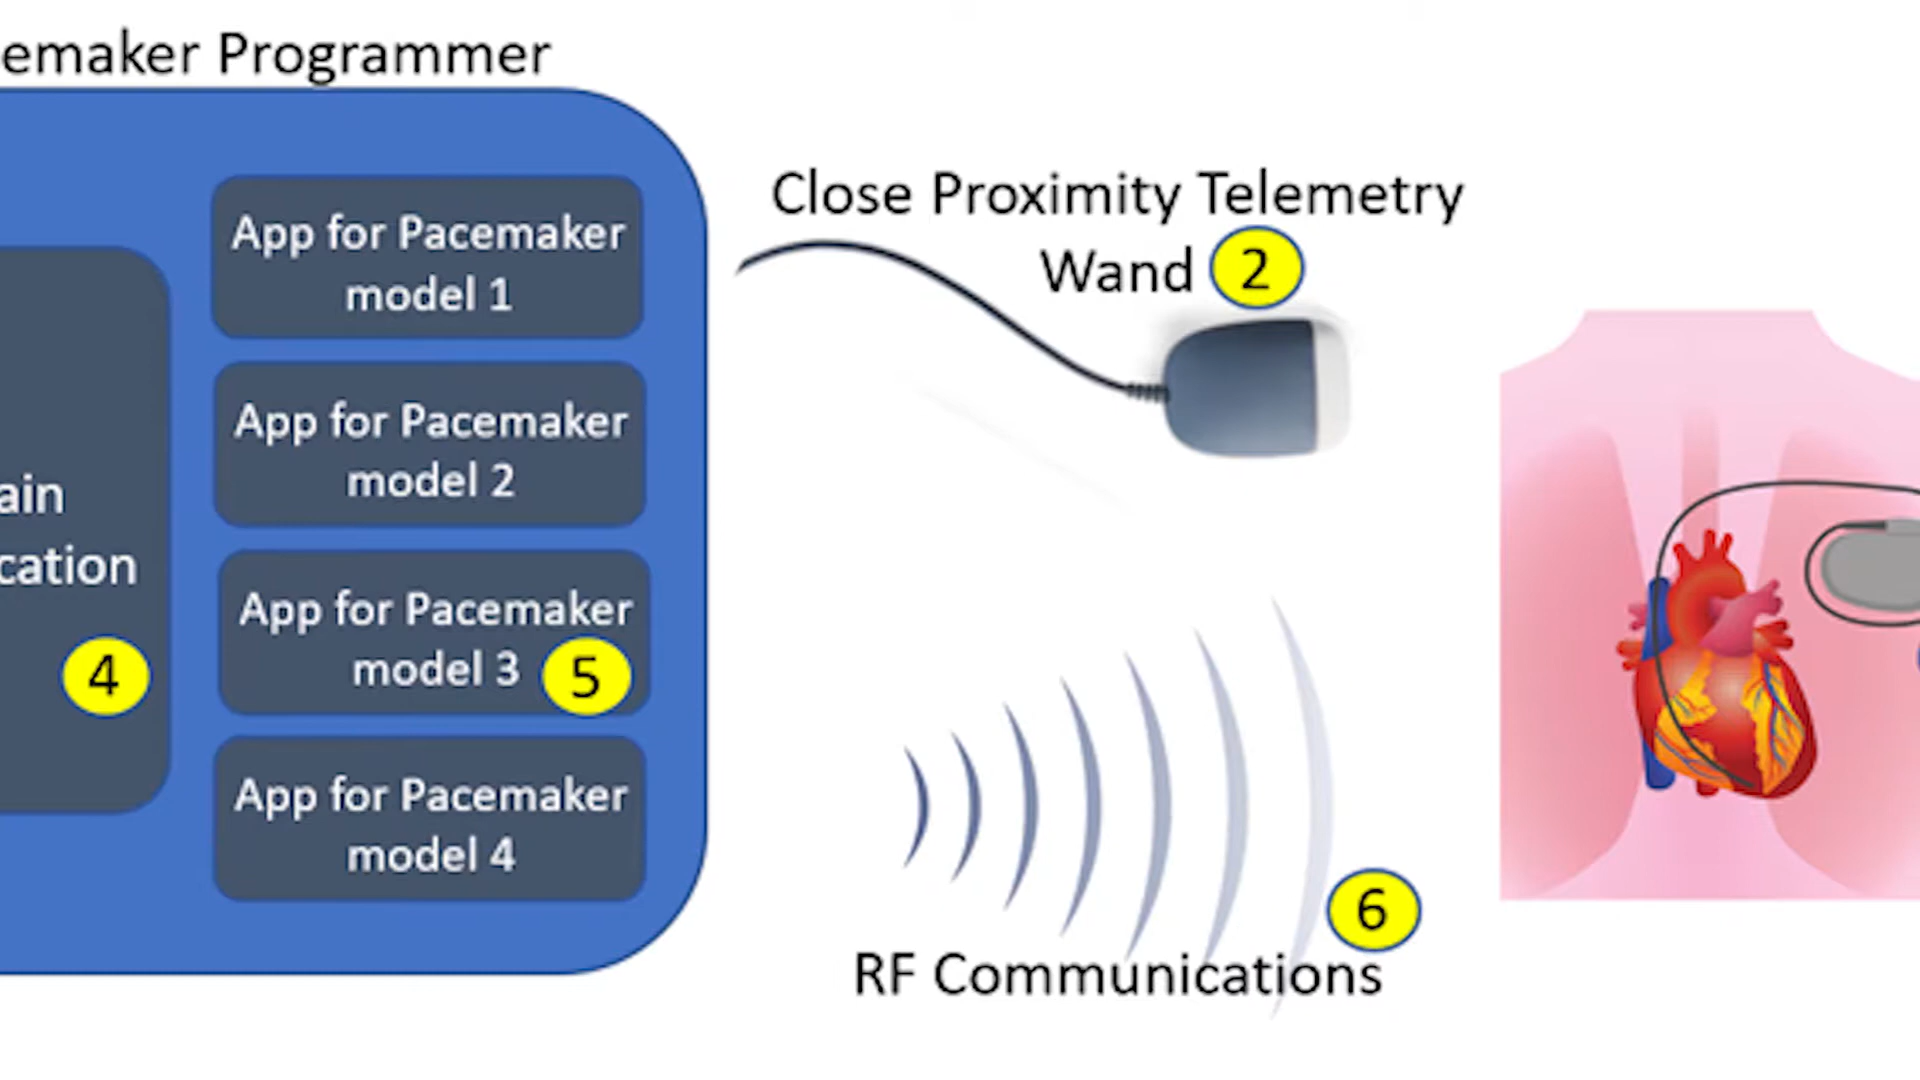 emaker Programmer
Close Proximity Telemetry
Wand 2
App for Pacemaker
model 1
App for Pacemaker
model 2
ain
cation
4
App for Pacemaker
model 3 5
App for Pacemaker
model 4
6
RF Communications